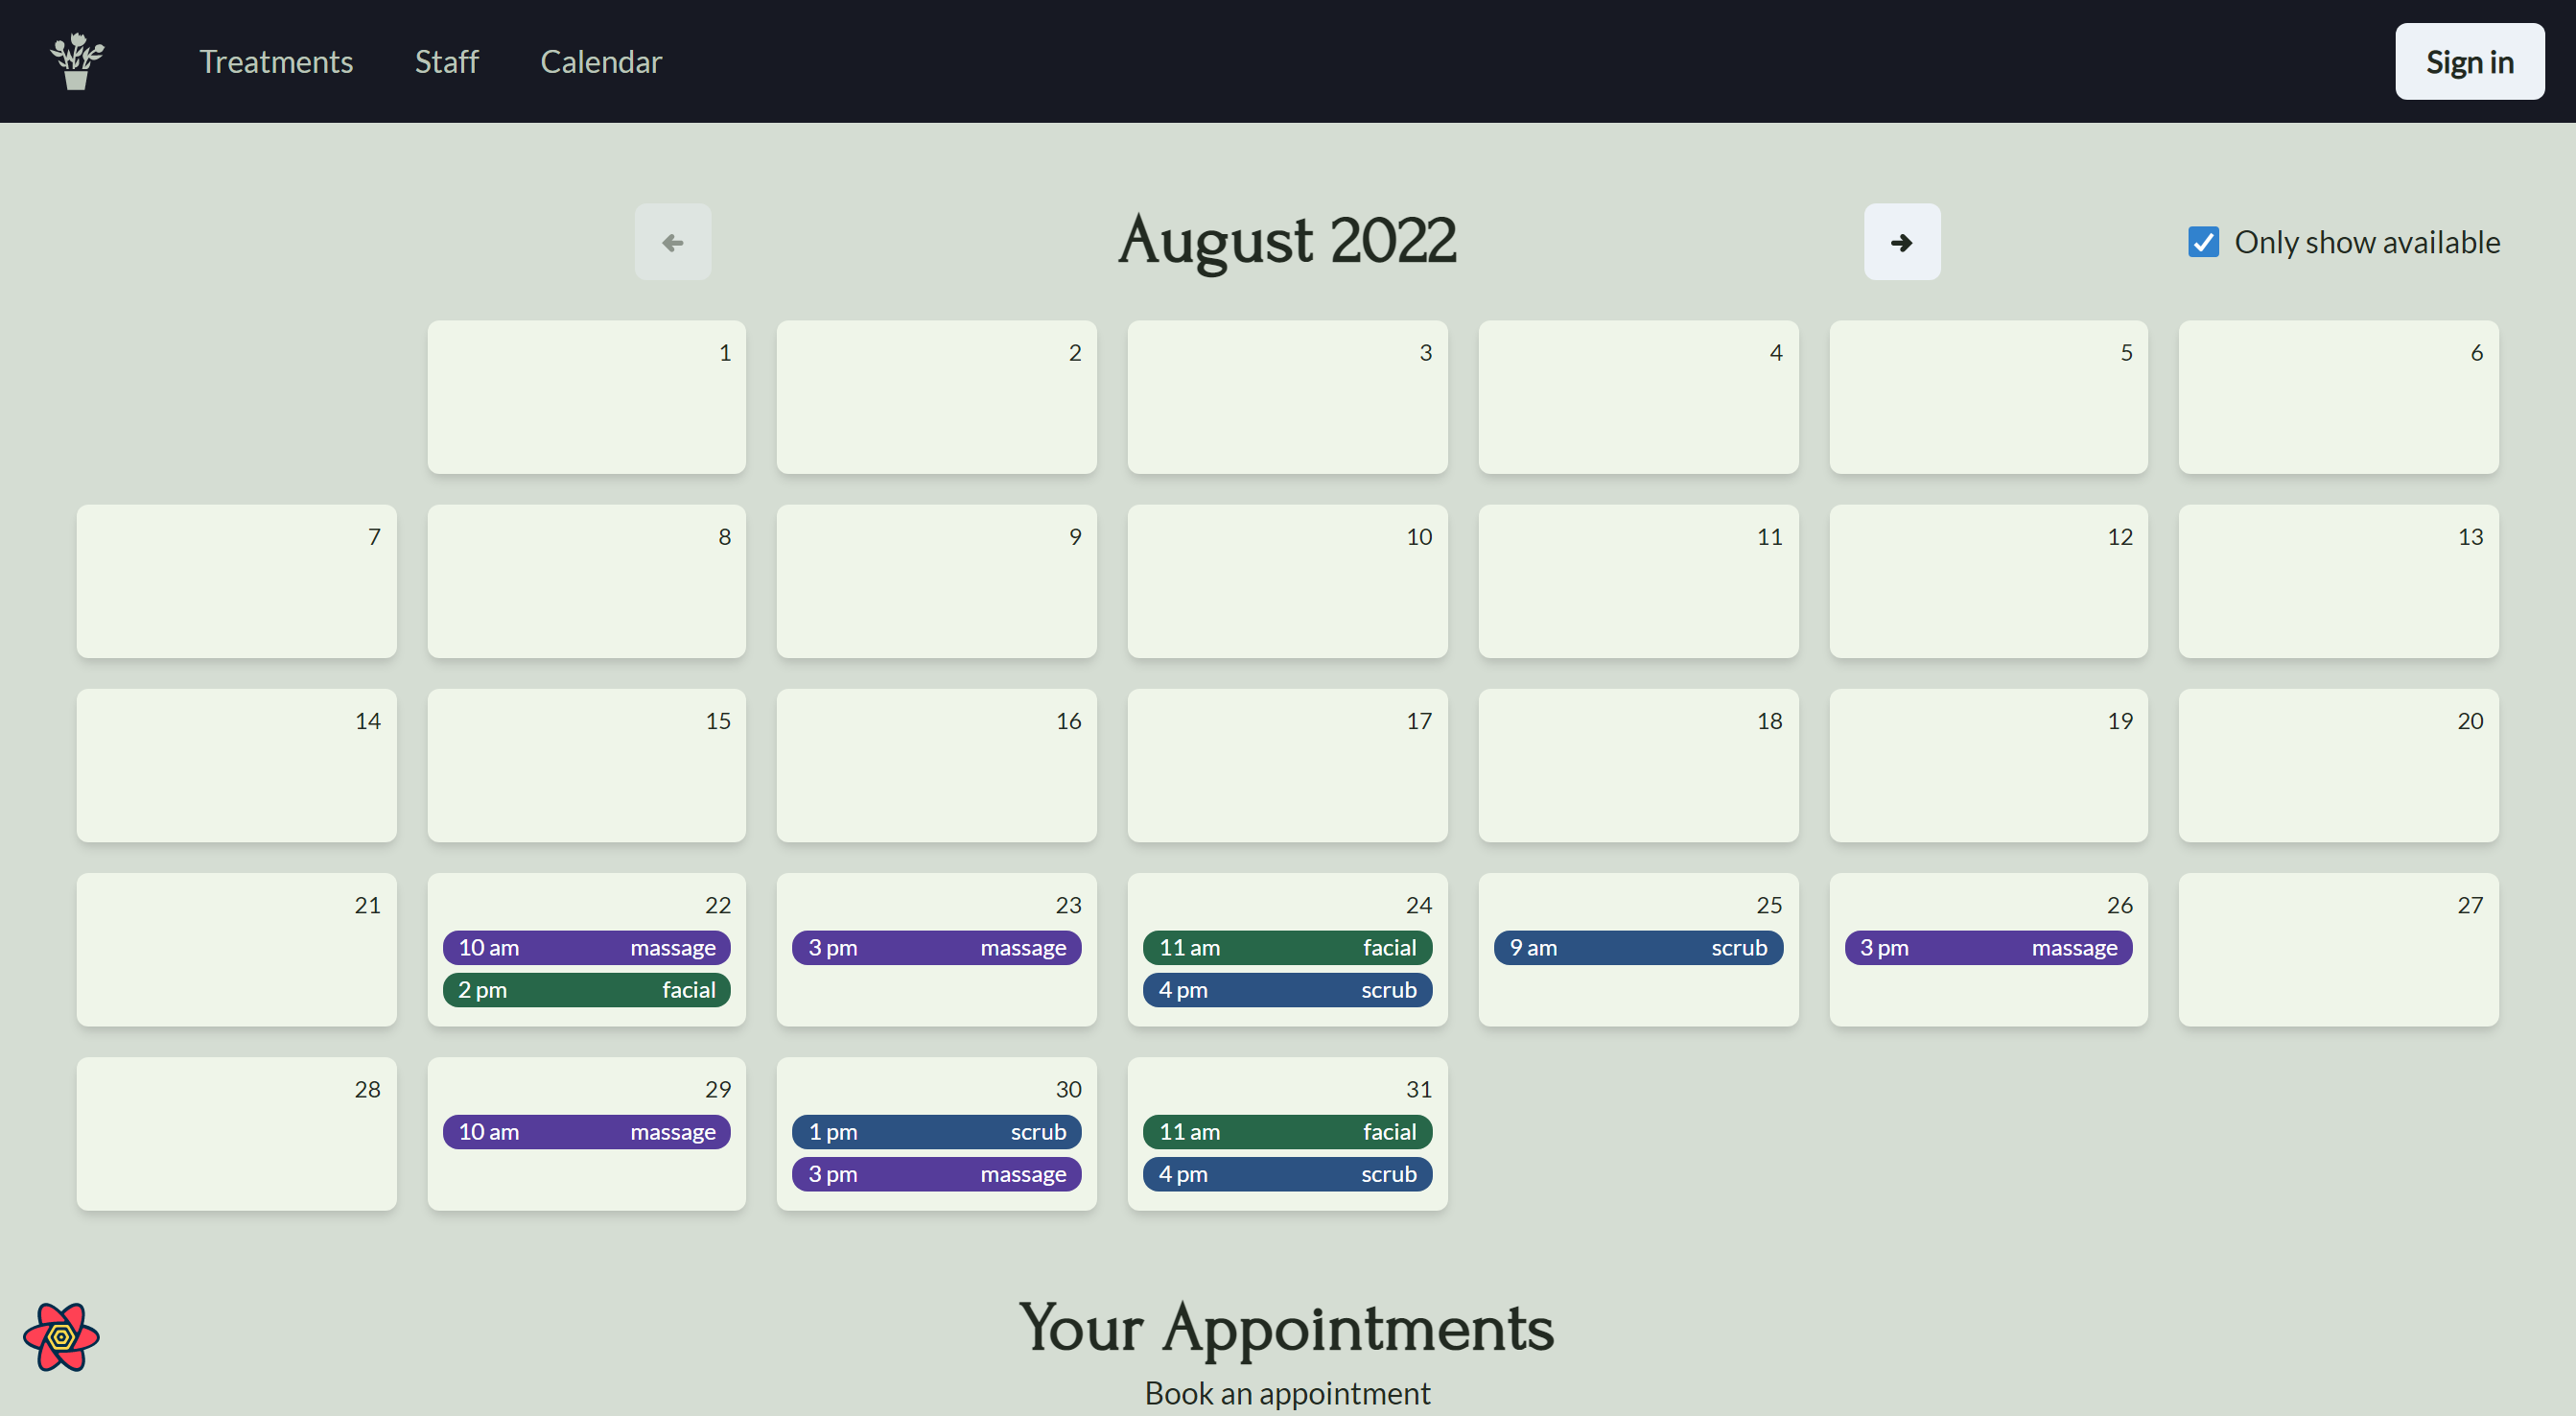 Treatments Staff Calendar Sign in
August 2022 Only show available
1 2 3 4 5 6
7 8 9 10 11 12 13
14 15 16 17 18 19 20
21 22 23 24 25 26 27
10 am massage 3 pm massage 11 am facial 9 am scrub 3 pm massage
2 pm facial 4 pm scrub
28 29 30 31
10 am massage 1 pm scrub 11 am facial
3 pm massage 4 pm scrub
Your Appointments
Book an appointment